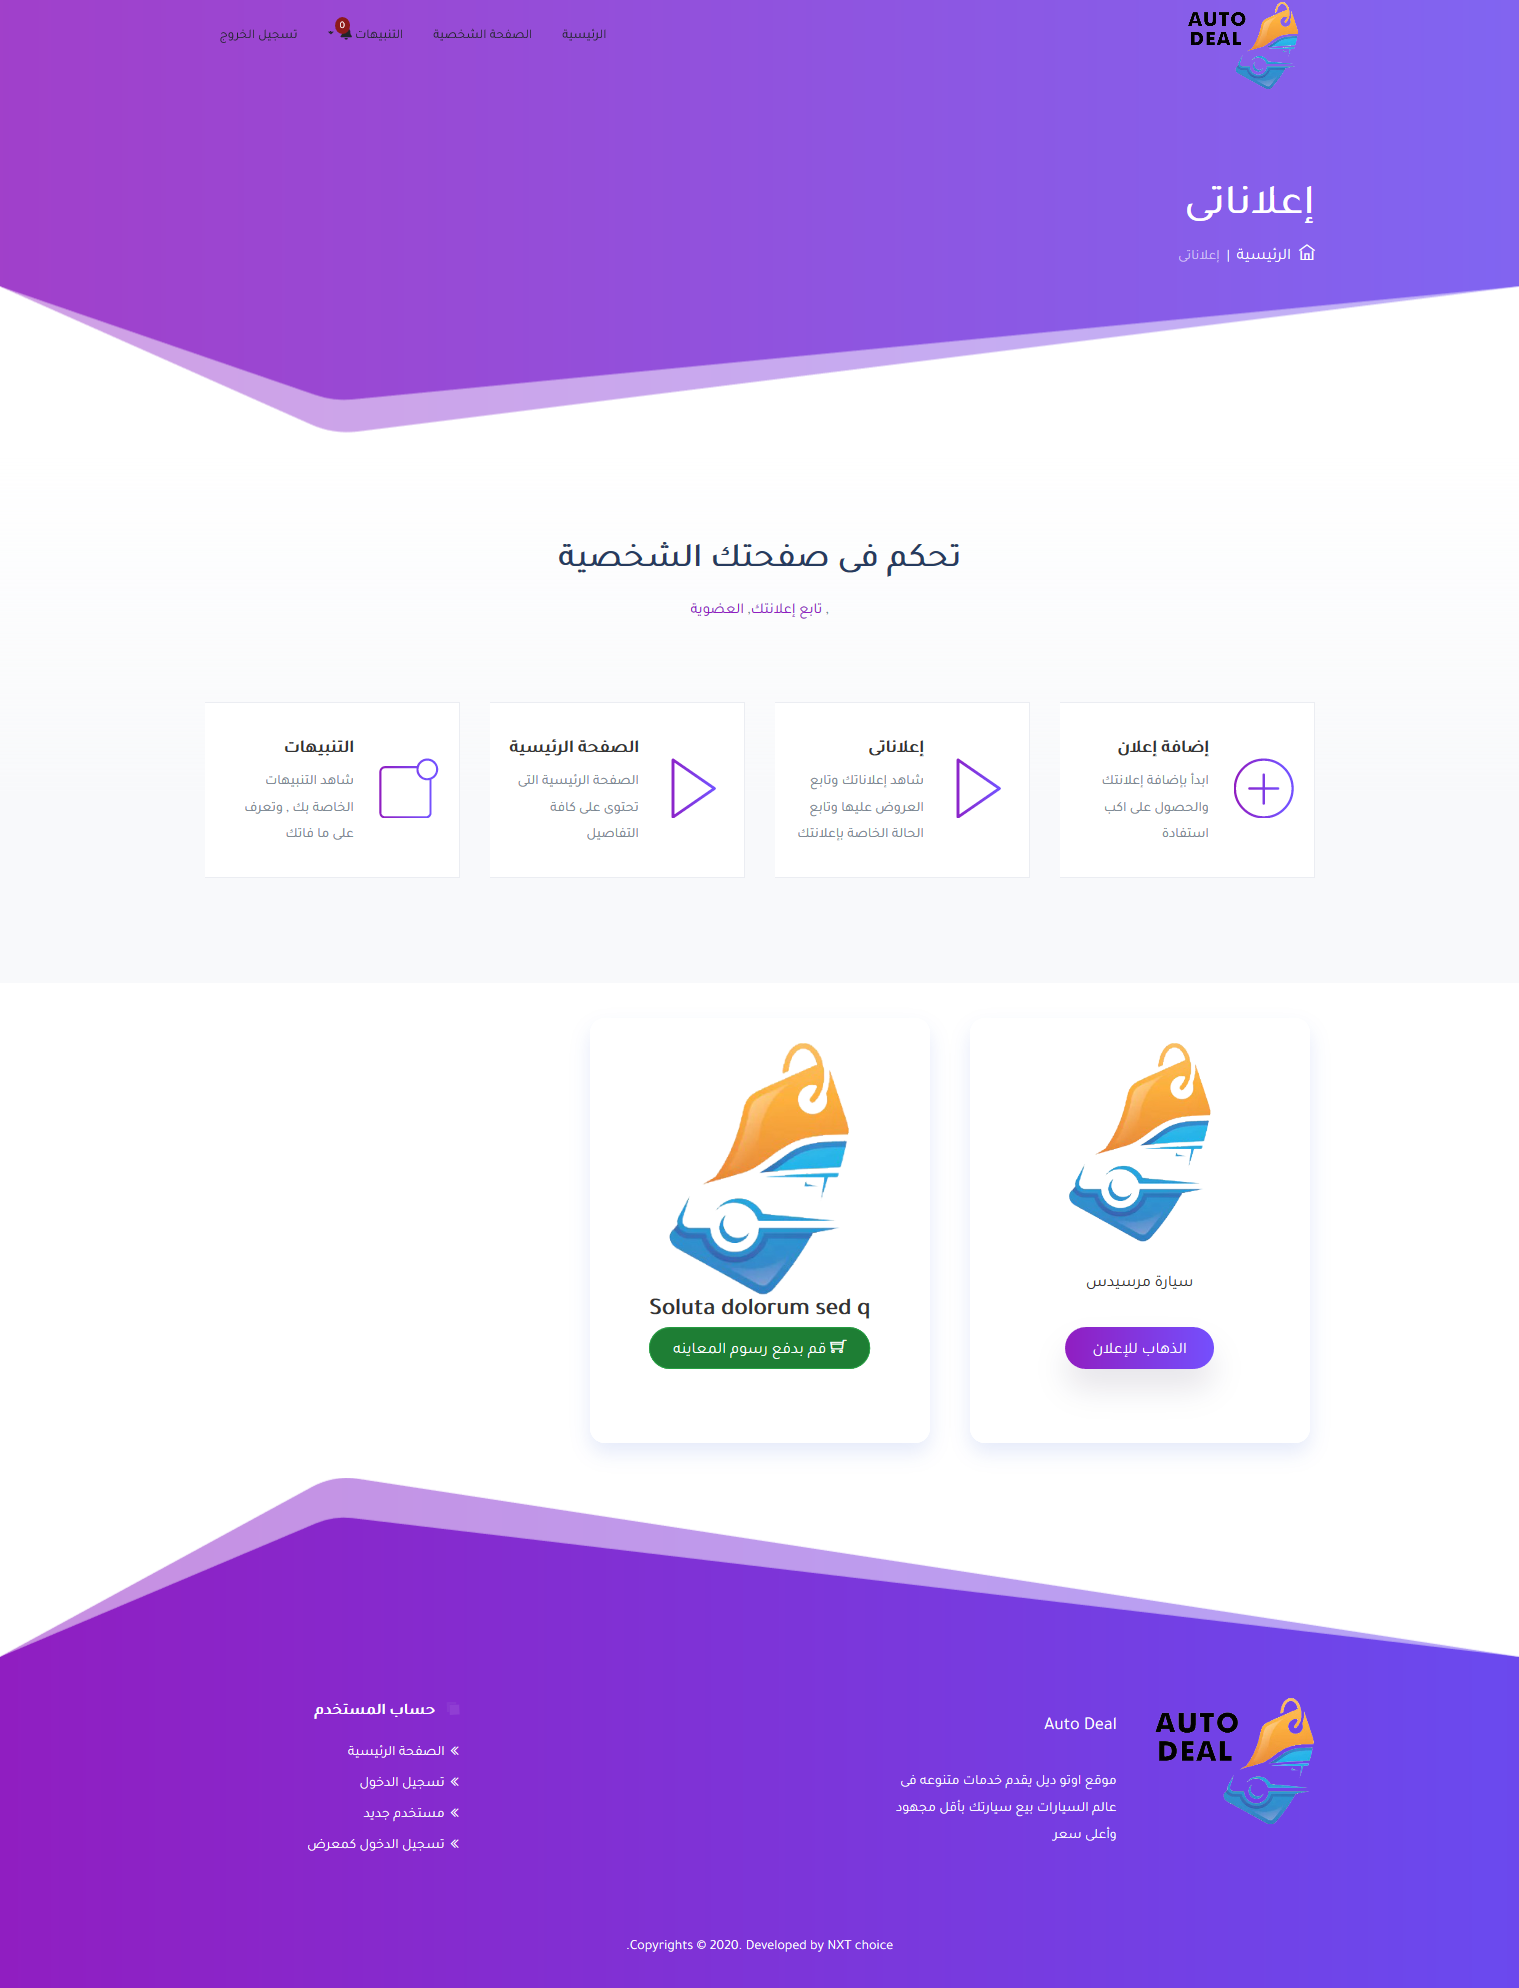 AUTO
DEAL
الرئيسية
الصفحة الشخصية
التنبيهات
0
تسجيل الخروج
إعلاناتى
الرئيسية | إعلاناتى
تحكم فى صفحتك الشخصية
, تابع إعلانتك, العضوية
إضافة إعلان
ابدأ بإضافة إعلانتك
والحصول على اكب
استفادة
إعلاناتى
شاهد إعلاناتك وتابع
العروض عليها وتابع
الحالة الخاصة بإعلانتك
الصفحة الرئيسية
الصفحة الرئيسية التى
تحتوى على كافة
التفاصيل
التنبيهات
شاهد التنبيهات
الخاصة بك , وتعرف
على ما فاتك
سيارة مرسيدس
الذهاب للإعلان
Soluta dolorum sed q
قم بدفع رسوم المعاينه
AUTO
DEAL
Auto Deal
موقع اوتو ديل يقدم خدمات متنوعه فى
عالم السيارات بيع سيارتك بأقل مجهود
وأعلى سعر
حساب المستخدم
» الصفحة الرئيسية
» تسجيل الدخول
» مستخدم جديد
» تسجيل الدخول كمعرض
.Copyrights © 2020. Developed by NXT choice